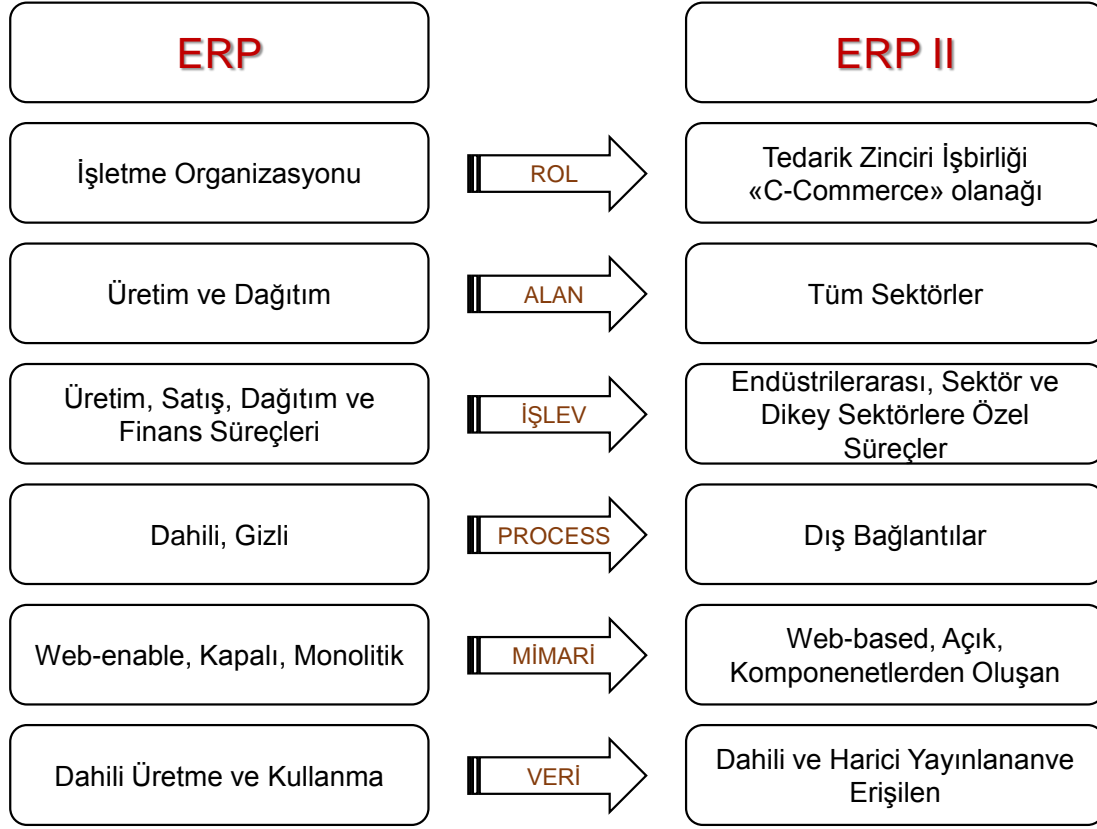 ERP
ERP II
İşletme Organizasyonu
ROL
Tedarik Zinciri İşbirliği
«C-Commerce» olanağı
Üretim ve Dağıtım
ALAN
Tüm Sektörler
Üretim, Satış, Dağıtım ve
Finans Süreçleri
İŞLEV
Endüstrilerarası, Sektör ve
Dikey Sektörlere Özel
Süreçler
Dahili, Gizli
PROCESS
Dış Bağlantılar
Web-enable, Kapalı, Monolitik
MİMARİ
Web-based, Açık,
Komponenetlerden Oluşan
Dahili Üretme ve Kullanma
VERİ
Dahili ve Harici Yayınlananve
Erişilen